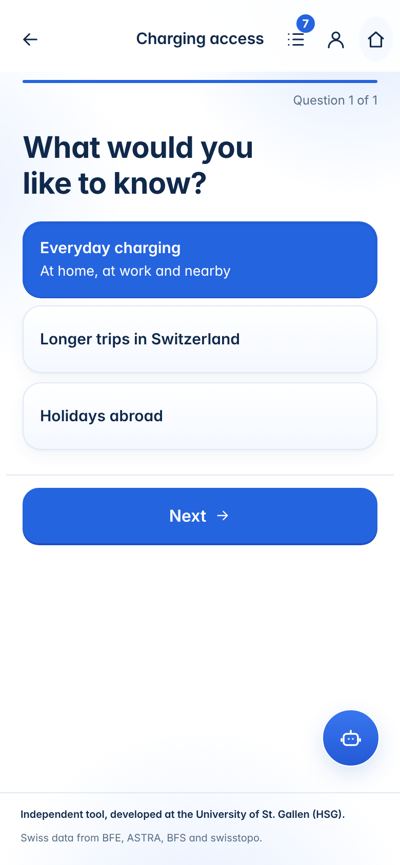 Charging access
7
Question 1 of 1
What would you
like to know?
Everyday charging
At home, at work and nearby
Longer trips in Switzerland
Holidays abroad
Next →
Independent tool, developed at the University of St. Gallen (HSG).
Swiss data from BFE, ASTRA, BFS and swisstopo.